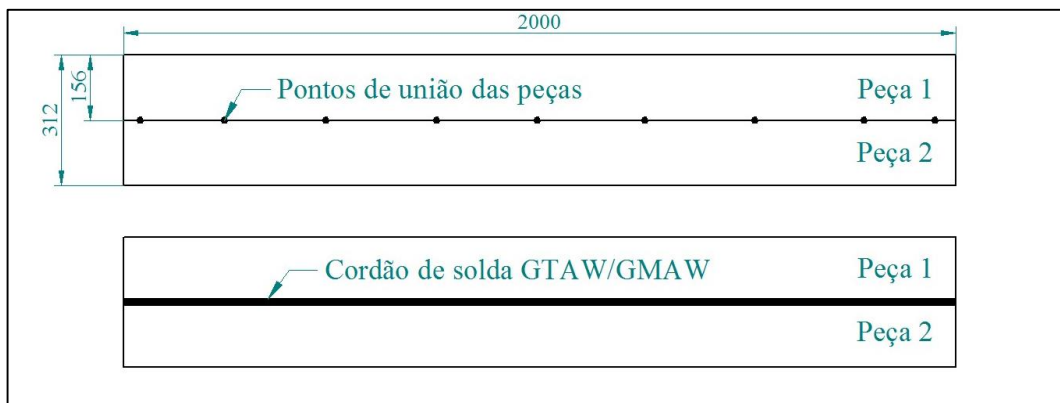 2000
312
156
Pontos de união das peças
Peça 1
Peça 2
Cordão de solda GTAW/GMAW
Peça 1
Peça 2